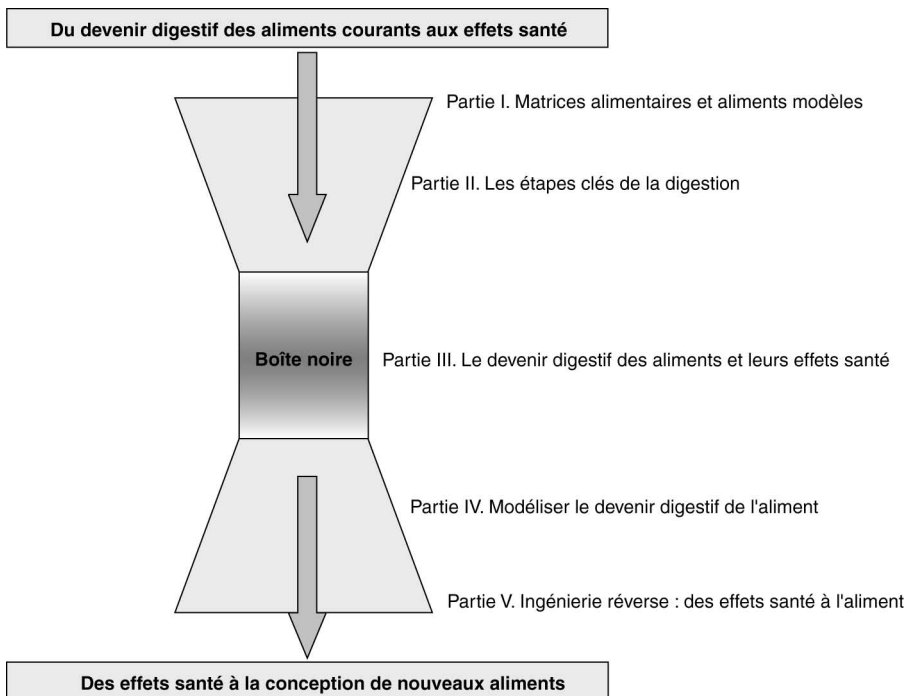 Du devenir digestif des aliments courants aux effets santé
Partie I. Matrices alimentaires et aliments modèles
Partie II. Les étapes clés de la digestion
Boîte noire
Partie III. Le devenir digestif des aliments et leurs effets santé
Partie IV. Modéliser le devenir digestif de l'aliment
Partie V. Ingénierie réverse : des effets santé à l'aliment
Des effets santé à la conception de nouveaux aliments